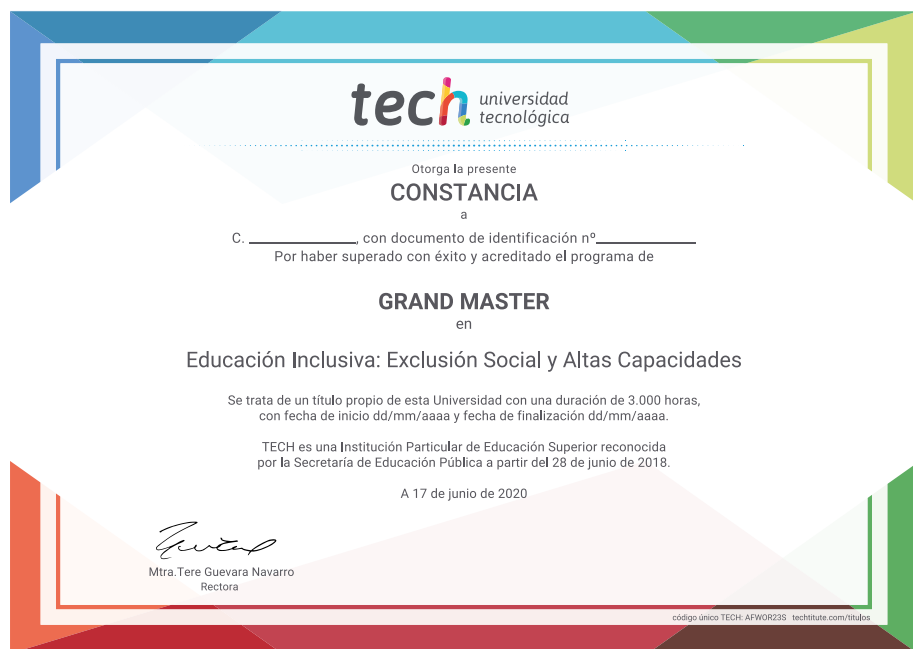 tech universidad
tecnológica
Otorga la presente
CONSTANCIA
a
C. ____________, con documento de identificación nº___________
Por haber superado con éxito y acreditado el programa de
GRAND MASTER
en
Educación Inclusiva: Exclusión Social y Altas Capacidades
Se trata de un título propio de esta Universidad con una duración de 3.000 horas,
con fecha de inicio dd/mm/aaaa y fecha de finalización dd/mm/aaaa.
TECH es una Institución Particular de Educación Superior reconocida
por la Secretaría de Educación Pública a partir del 28 de junio de 2018.
A 17 de junio de 2020
Mtra.Tere Guevara Navarro
Rectora
código único TECH: AFWOR23S techtitute.com/titulos